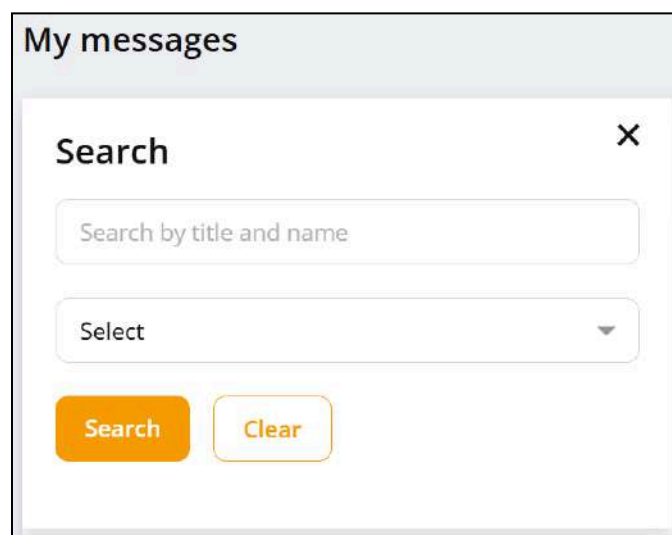 My messages
Search
Search by title and name
Select
Search
Clear